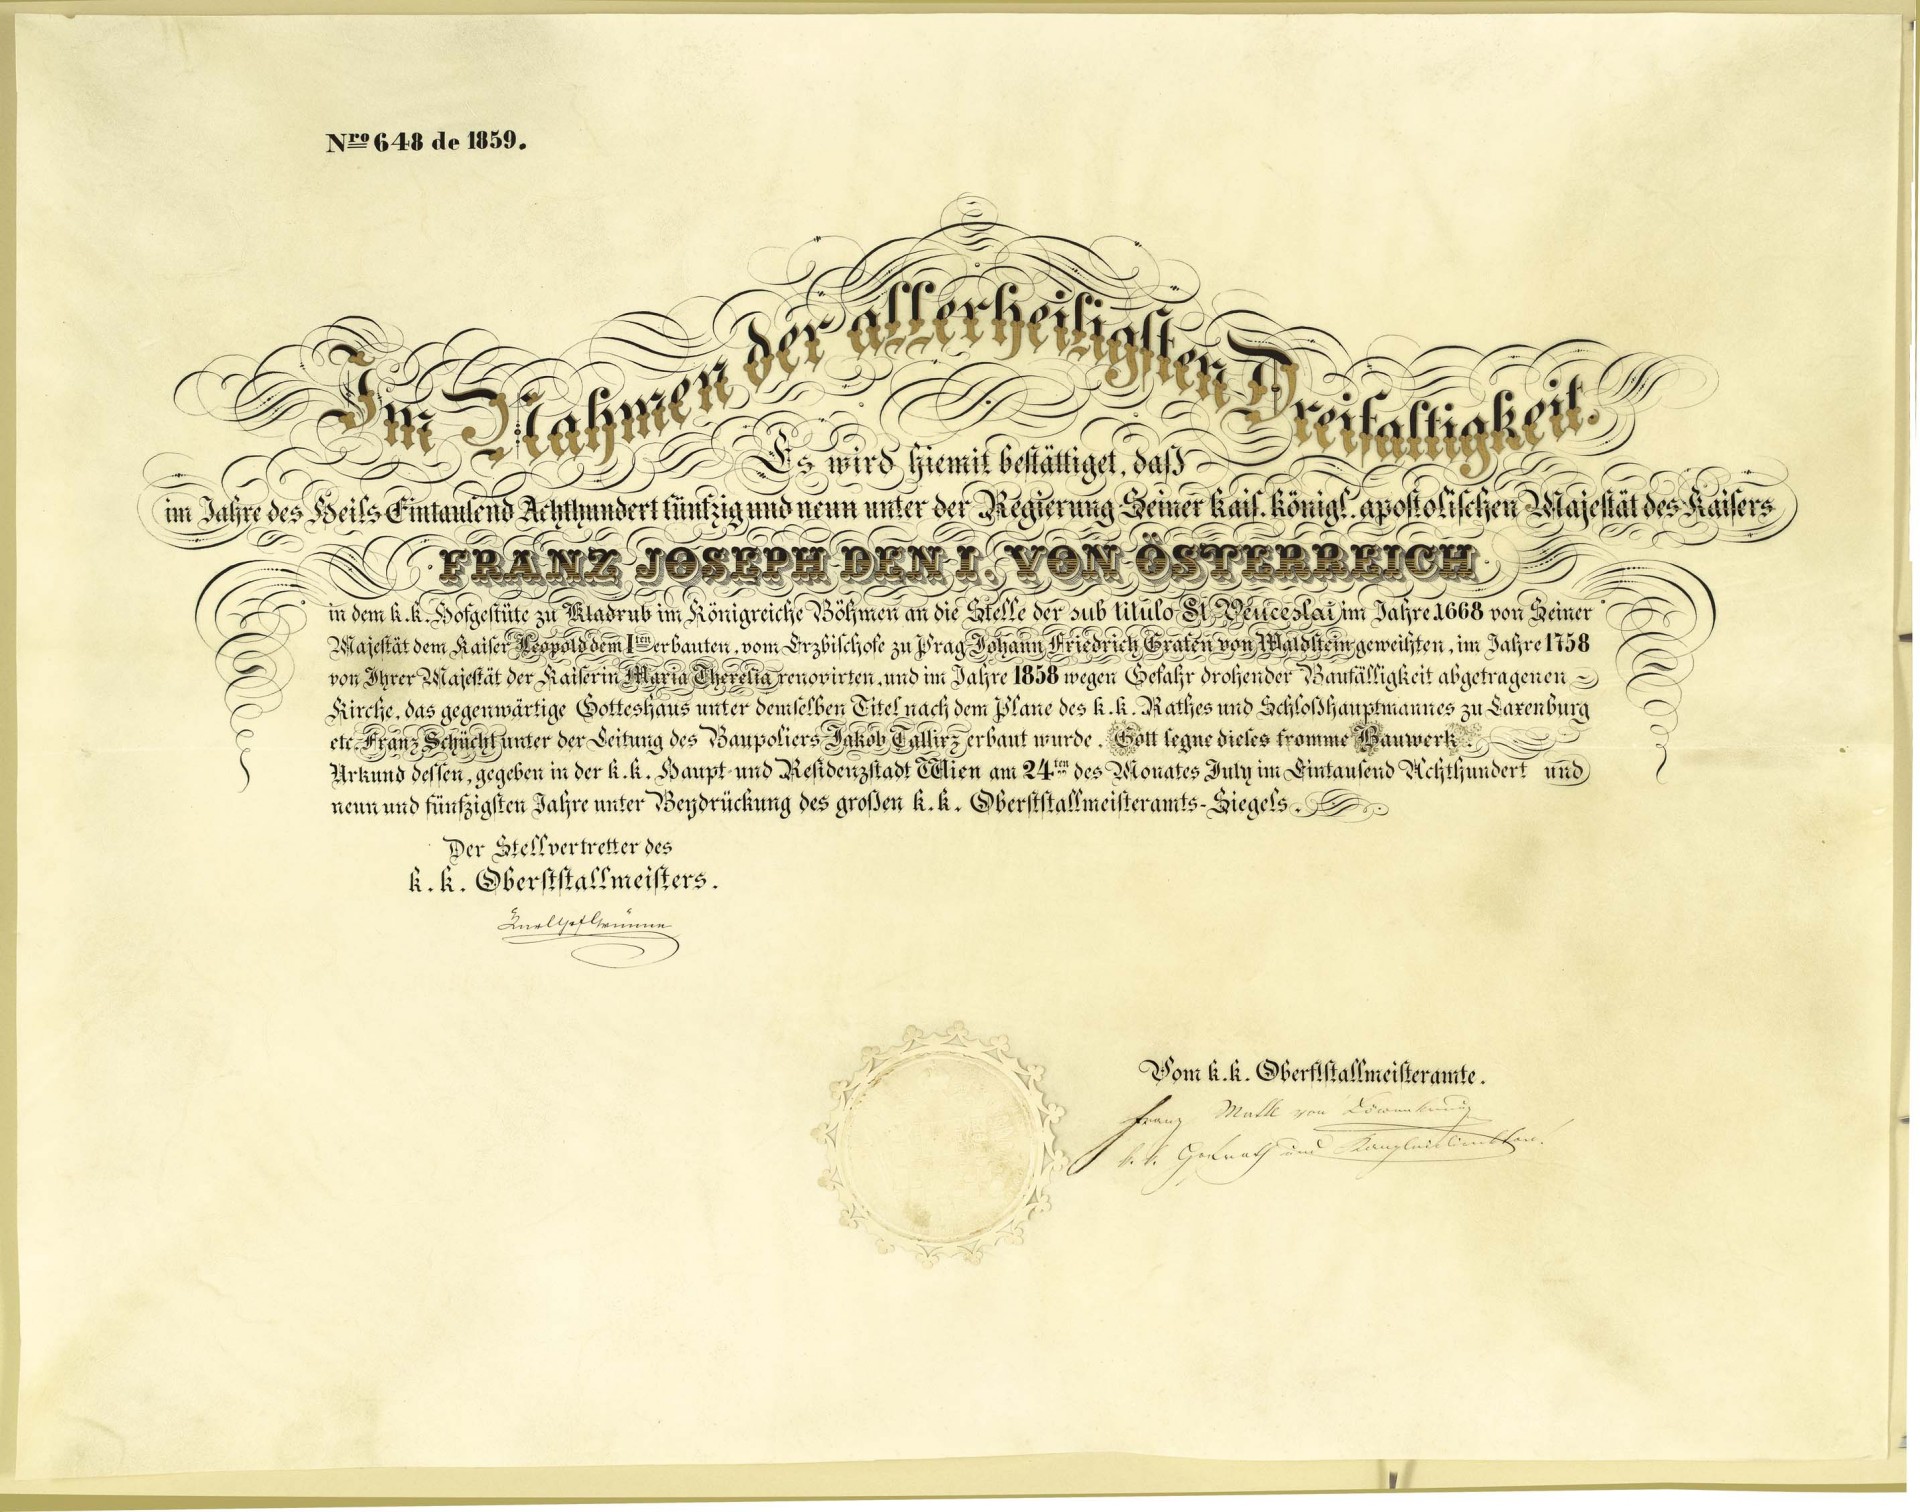 Nro 648 de 1859.
Im Nahmen der allerheiligsten Dreifaltigkeit.
Es wird hiemit bestättiget, daß
im Jahre des Heils Eintausend Achthundert fünfzig und neun unter der Regierung Seiner kais. königl. apostolischen Majestät des Kaisers
FRANZ JOSEPH DEN I. VON ÖSTERREICH
in dem k.k. Hofgestüte zu Kladrub im Königreiche Böhmen an die Stelle der sub titulo St Venceslai im Jahre 1668 von Seiner
Majestät dem Kaiser Leopold dem Iten erbauten, vom Erzbischofe zu Prag Johann Friedrich Grafen von Waldstein geweihten, im Jahre 1758
von Ihrer Majestät der Kaiserin Maria Theresia renovirten, und im Jahre 1858 wegen Gefahr drohender Baufälligkeit abgetragenen
Kirche, das gegenwärtige Gotteshaus unter demselben Titel nach dem Plane des k.k. Rathes und Schloßhauptmannes zu Laxenburg
etc Franz Schücht unter der Leitung des Baupoliers Jakob Tallirz erbaut wurde. Gott segne dieses fromme Bauwerk.
Urkund dessen, gegeben in der k.k. Haupt- und Residenzstadt Wien am 24ten des Monates July im Eintausend Achthundert und
neun und fünfzigsten Jahre unter Beydrückung des großen k.k. Oberststallmeisteramts-Siegels.
Der Stellvertretter des
k.k. Oberststallmeisters.
Karl Grünne
Vom k.k. Oberststallmeisteramte.
Franz von
k.k. Hofrath und